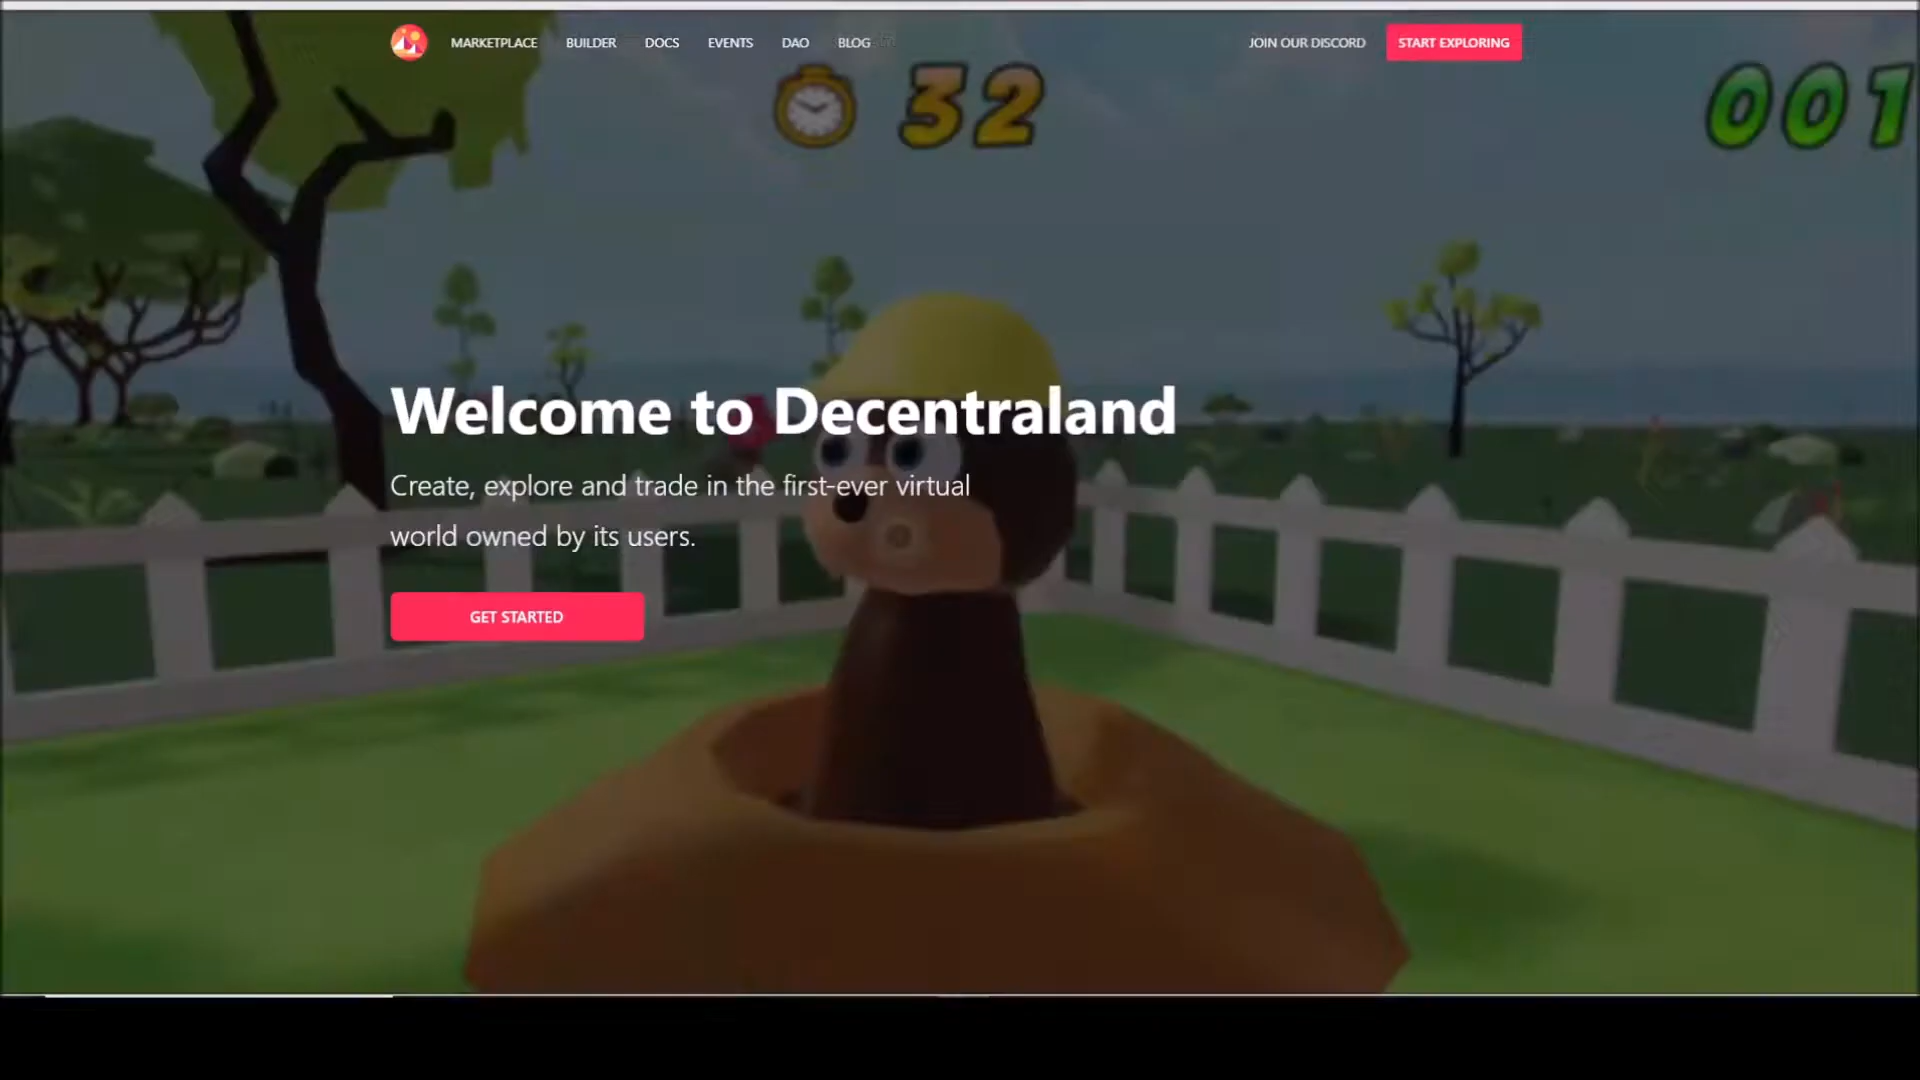 MARKETPLACE BUILDER DOCS EVENTS DAO BLOG JOIN OUR DISCORD START EXPLORING
32 001
Welcome to Decentraland
Create, explore and trade in the first-ever virtual
world owned by its users.
GET STARTED